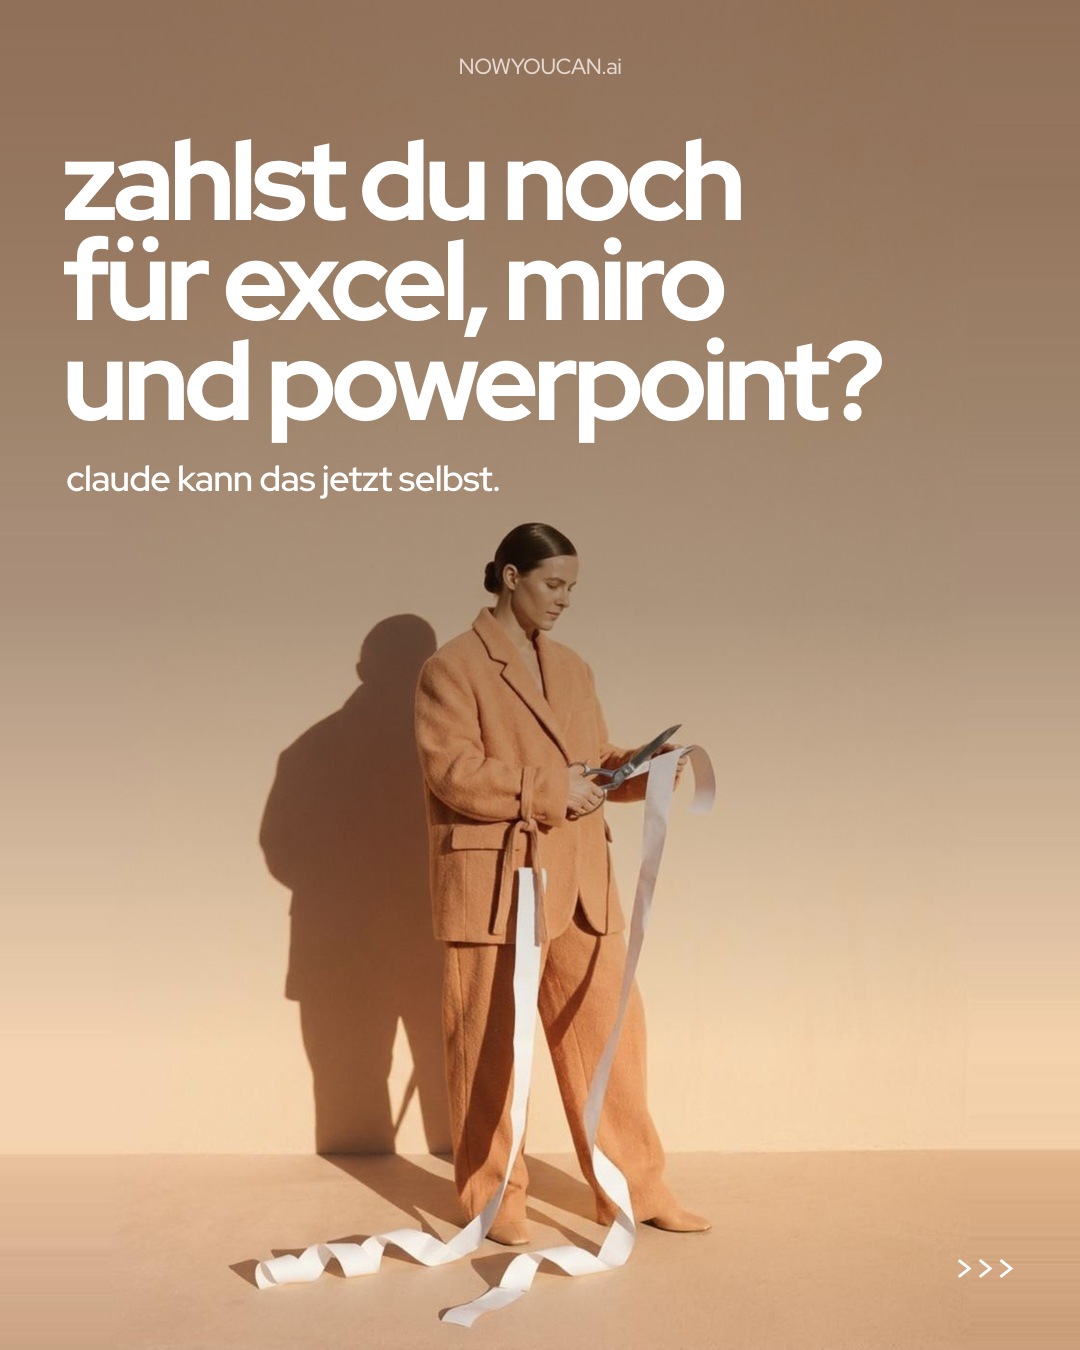 NOWYOUCAN.ai
zahlst du noch
für excel, miro
und powerpoint?
claude kann das jetzt selbst.
>>>